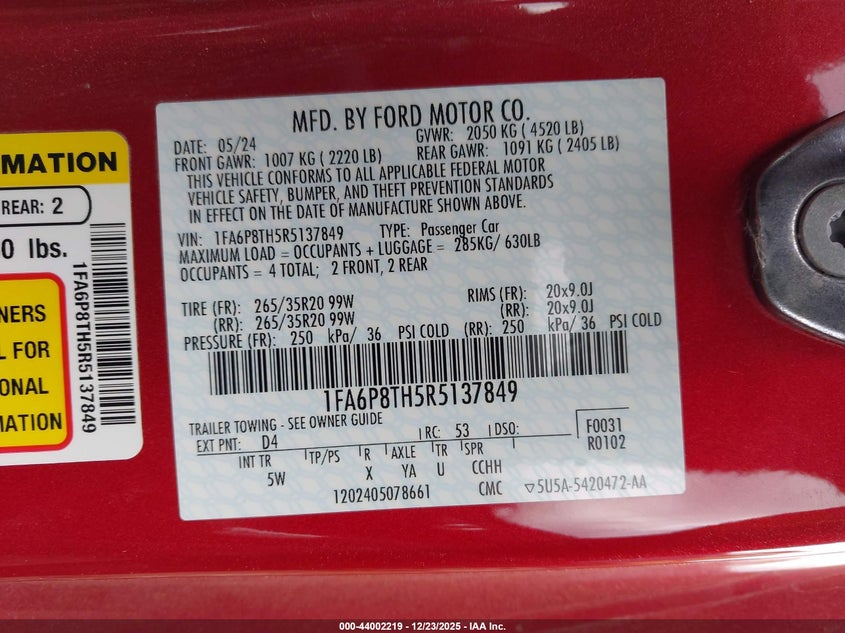 MFD. BY FORD MOTOR CO.
DATE: 05/24 GVWR: 2050 KG ( 4520 LB)
FRONT GAWR: 1007 KG ( 2220 LB) REAR GAWR: 1091 KG ( 2405 LB)
THIS VEHICLE CONFORMS TO ALL APPLICABLE FEDERAL MOTOR
VEHICLE SAFETY, BUMPER, AND THEFT PREVENTION STANDARDS
IN EFFECT ON THE DATE OF MANUFACTURE SHOWN ABOVE.
VIN: 1FA6P8TH5R5137849 TYPE: Passenger Car
MAXIMUM LOAD = OCCUPANTS + LUGGAGE = 285KG/ 630LB
OCCUPANTS = 4 TOTAL; 2 FRONT, 2 REAR
TIRE (FR): 265/35R20 99W RIMS (FR): 20x9.0J
(RR): 265/35R20 99W (RR): 20x9.0J
PRESSURE (FR): 250 kPa/ 36 PSI COLD (RR): 250 kPa/ 36 PSI COLD
1FA6P8TH5R5137849
TRAILER TOWING - SEE OWNER GUIDE
EXT PNT: D4 RC: 53 DSO: F0031
R0102
INT TR TP/PS R AXLE TR SPR
5W X YA U CCHH
1202405078661 CMC ▽5U5A-5420472-AA
MATION
REAR: 2
0 lbs.
NERS
L FOR
ONAL
MATION
1FA6P8TH5R5137849
000-44002219 - 12/23/2025 - IAA Inc.